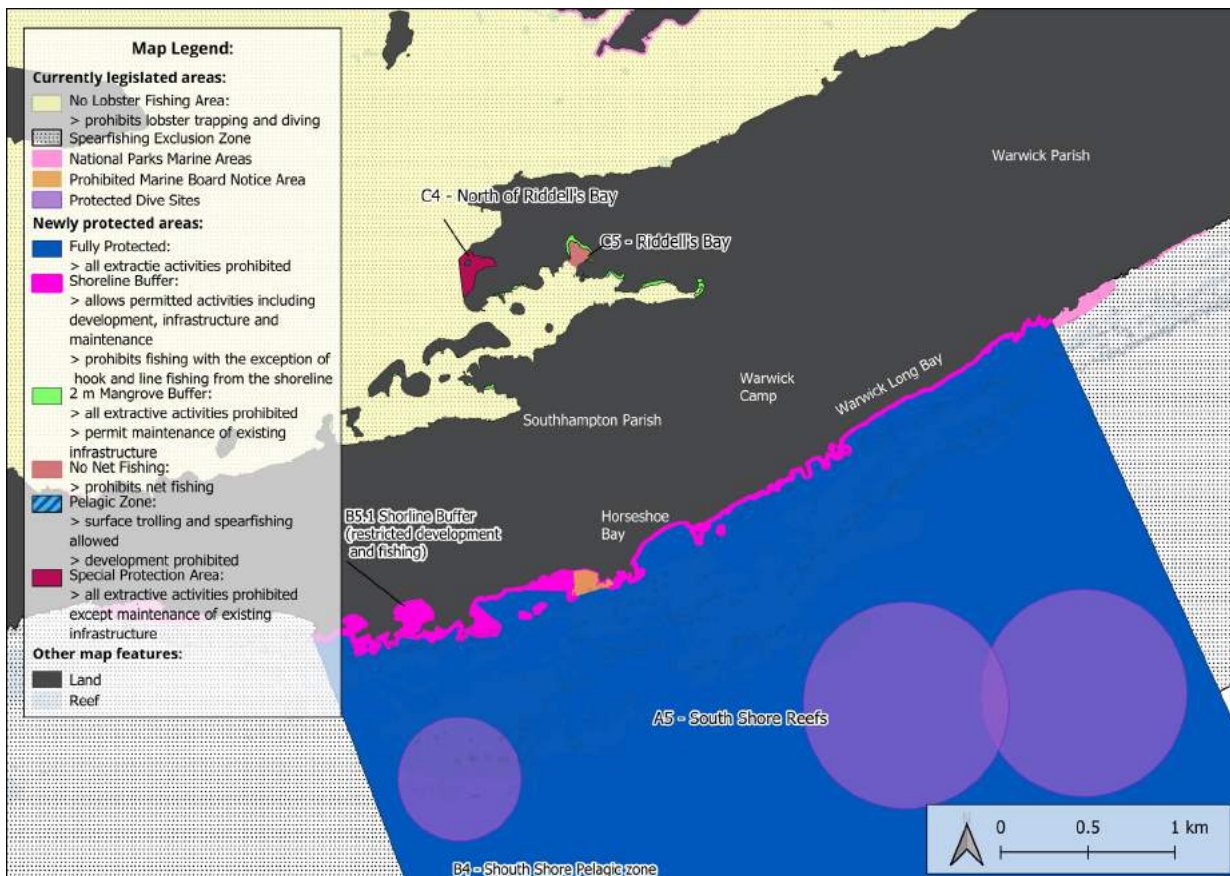 Map Legend:
Currently legislated areas:
No Lobster Fishing Area:
> prohibits lobster trapping and diving
Spearfishing Exclusion Zone
National Parks Marine Areas
Prohibited Marine Board Notice Area
Protected Dive Sites
Newly protected areas:
Fully Protected:
> all extractie activities prohibited
Shoreline Buffer:
> allows permitted activities including
development, infrastructure and
maintenance
> prohibits fishing with the exception of
hook and line fishing from the shoreline
2 m Mangrove Buffer:
> all extractive activities prohibited
> permit maintenance of existing
infrastructure
No Net Fishing:
> prohibits net fishing
Pelagic Zone:
> surface trolling and spearfishing
allowed
> development prohibited
Special Protection Area:
> all extractive activities prohibited
except maintenance of existing
infrastructure
Other map features:
Land
Reef
Warwick Parish
C4 - North of Riddell's Bay
C5 - Riddell's Bay
Warwick
Camp
Warwick Long Bay
Southhampton Parish
Horseshoe
Bay
B5.1 Shorline Buffer
(restricted development
and fishing)
A5 - South Shore Reefs
B4 - Shouth Shore Pelagic zone
N
0 0.5 1 km